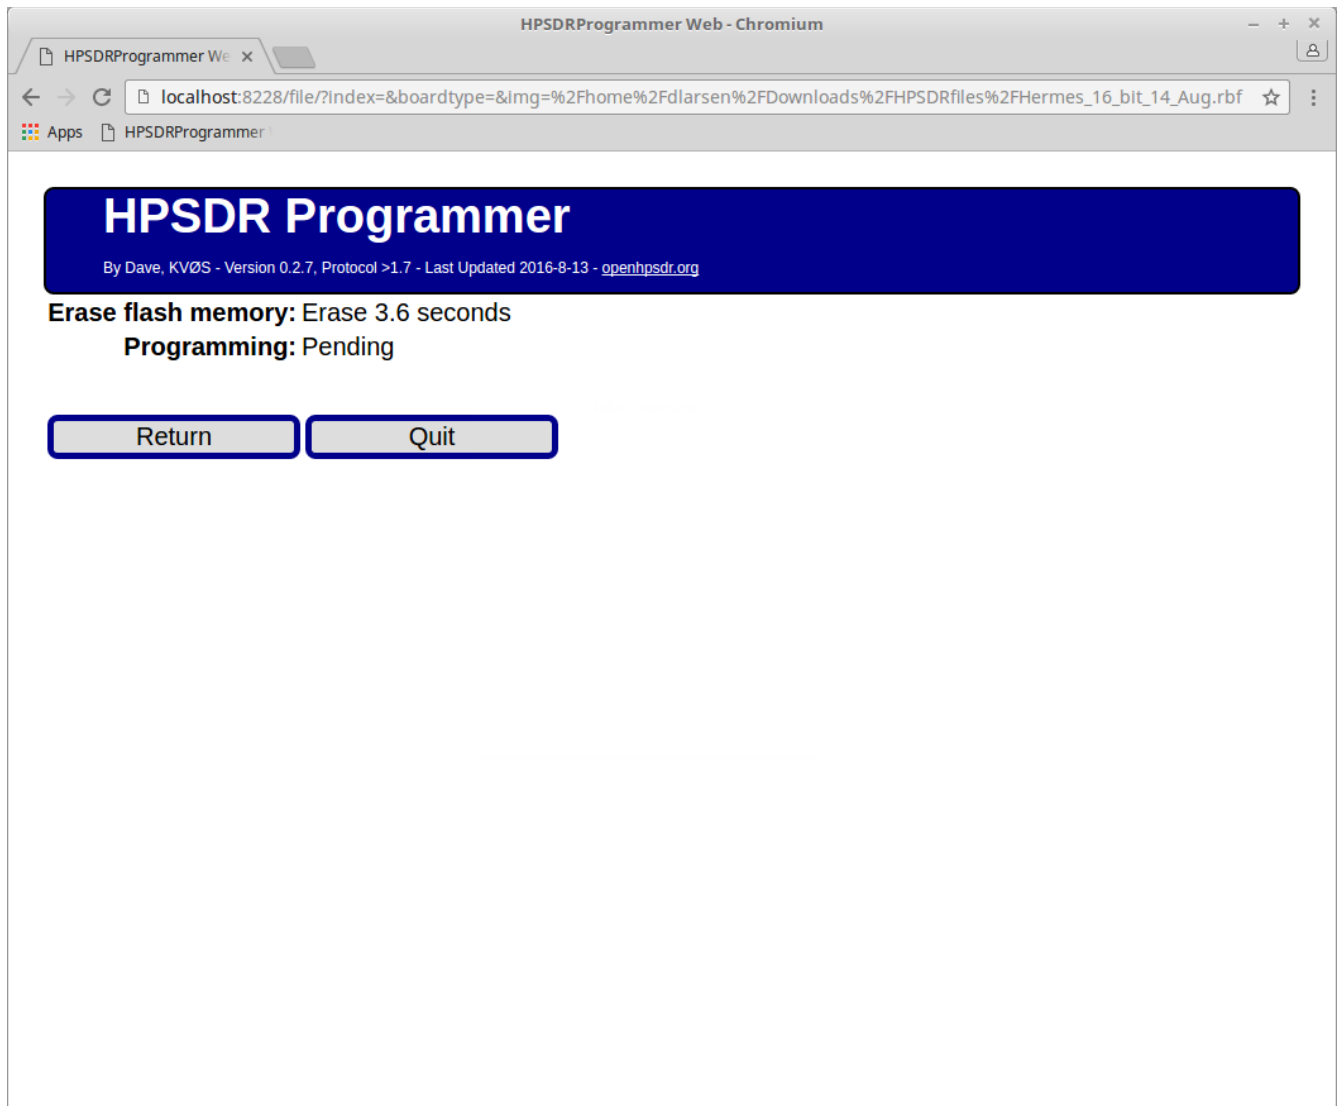 HPSDRProgrammer Web - Chromium
HPSDRProgrammer We
localhost:8228/file/?index=&boardtype=&img=%2Fhome%2Fdlarsen%2FDownloads%2FHPSDRfiles%2FHermes_16_bit_14_Aug.rbf
Apps HPSDRProgrammer
HPSDR Programmer
By Dave, KVØS - Version 0.2.7, Protocol >1.7 - Last Updated 2016-8-13 - openhpsdr.org
Erase flash memory: Erase 3.6 seconds
Programming: Pending
Return Quit